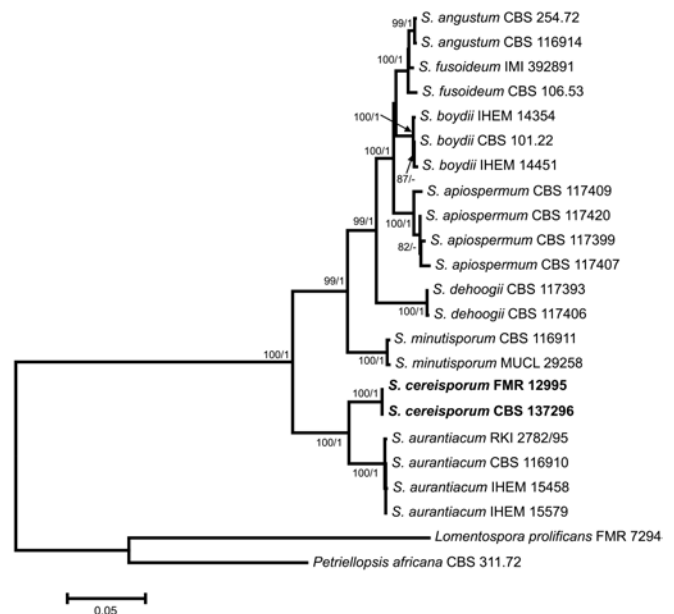 99/1
S. angustum CBS 254.72
S. angustum CBS 116914
100/1
S. fusoideum IMI 392891
S. fusoideum CBS 106.53
100/1
S. boydii IHEM 14354
100/1
S. boydii CBS 101.22
S. boydii IHEM 14451
87/-
S. apiospermum CBS 117409
99/1
100/1
S. apiospermum CBS 117420
S. apiospermum CBS 117399
82/-
S. apiospermum CBS 117407
99/1
S. dehoogii CBS 117393
100/1
S. dehoogii CBS 117406
S. minutisporum CBS 116911
100/1
100/1
S. minutisporum MUCL 29258
S. cereisporum FMR 12995
100/1
S. cereisporum CBS 137296
100/1
S. aurantiacum RKI 2782/95
S. aurantiacum CBS 116910
100/1
S. aurantiacum IHEM 15458
S. aurantiacum IHEM 15579
Lomentospora prolificans FMR 7294
Petriellopsis africana CBS 311.72
0.05